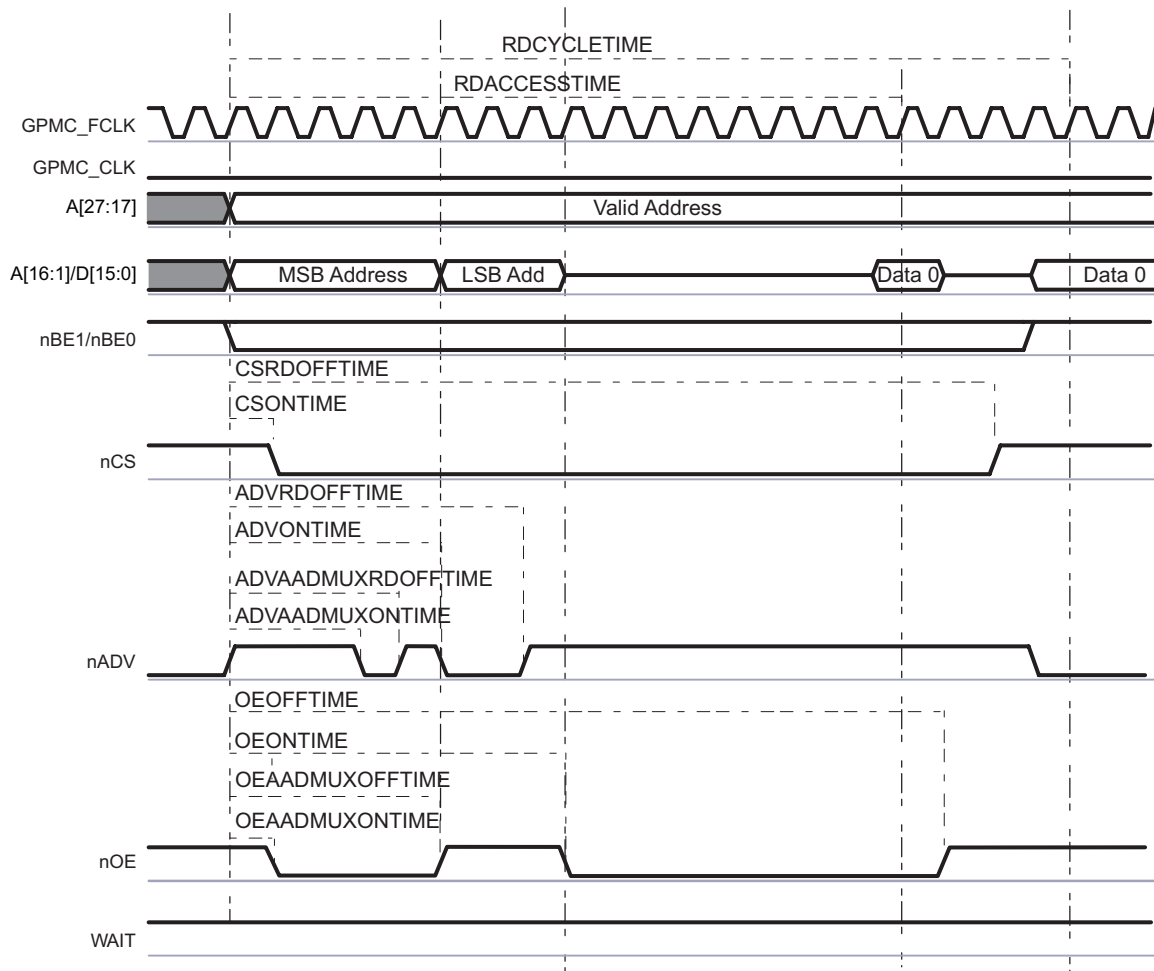 RDCYCLETIME
RDACCESSTIME
GPMC_FCLK
GPMC_CLK
A[27:17]
Valid Address
A[16:1]/D[15:0]
MSB Address
LSB Add
Data 0
Data 0
nBE1/nBE0
CSRDOFFTIME
CSONTIME
nCS
ADVRDOFFTIME
ADVONTIME
ADVAADMUXRDOFFTIME
ADVAADMUXONTIME
nADV
OEOFFTIME
OEONTIME
OEAADMUXOFFTIME
OEAADMUXONTIME
nOE
WAIT